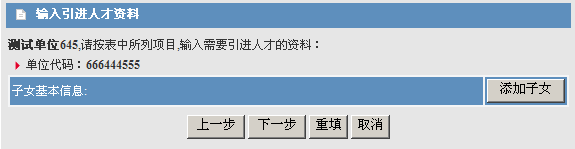 输入引进人才资料
测试单位645,请按表中所列项目,输入需要引进人才的资料：
单位代码：666444555
子女基本信息: 添加子女
上一步 下一步 重填 取消